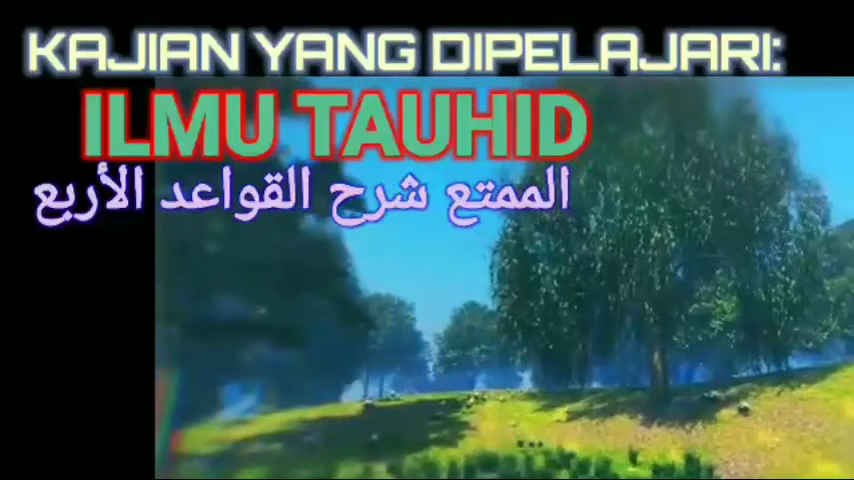 KAJIAN YANG DIPELAJARI:
ILMU TAUHID
الممتع شرح القواعد الأربع